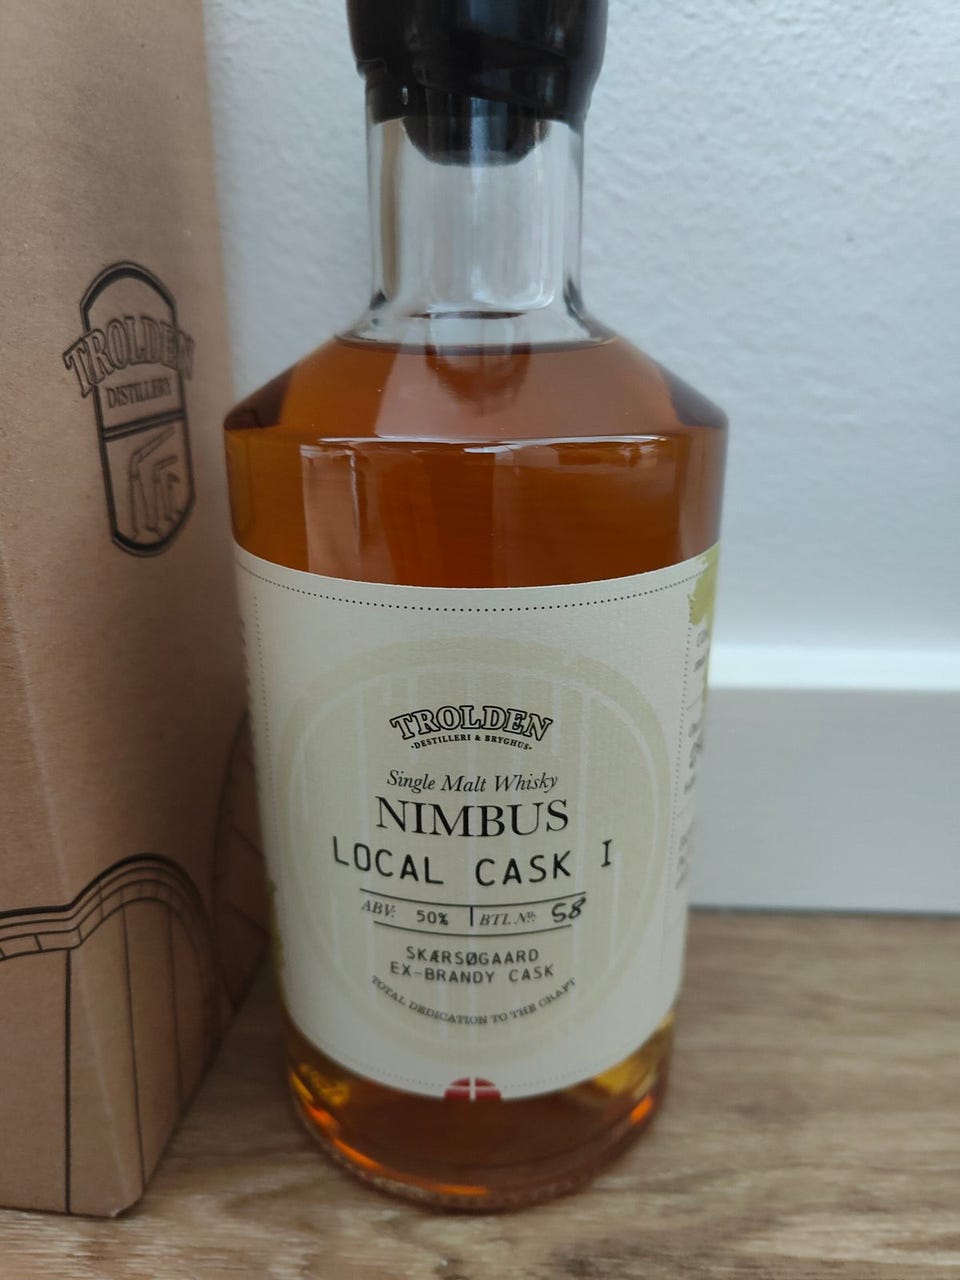 TROLDEN
DISTILLERY
TROLDEN
·DESTILLERI & BRYGHUS·
Single Malt Whisky
NIMBUS
LOCAL CASK I
ABV: 50% BTL.Nº: 58
SKÆRSØGAARD
EX-BRANDY CASK
TOTAL DEDICATION TO THE CRAFT